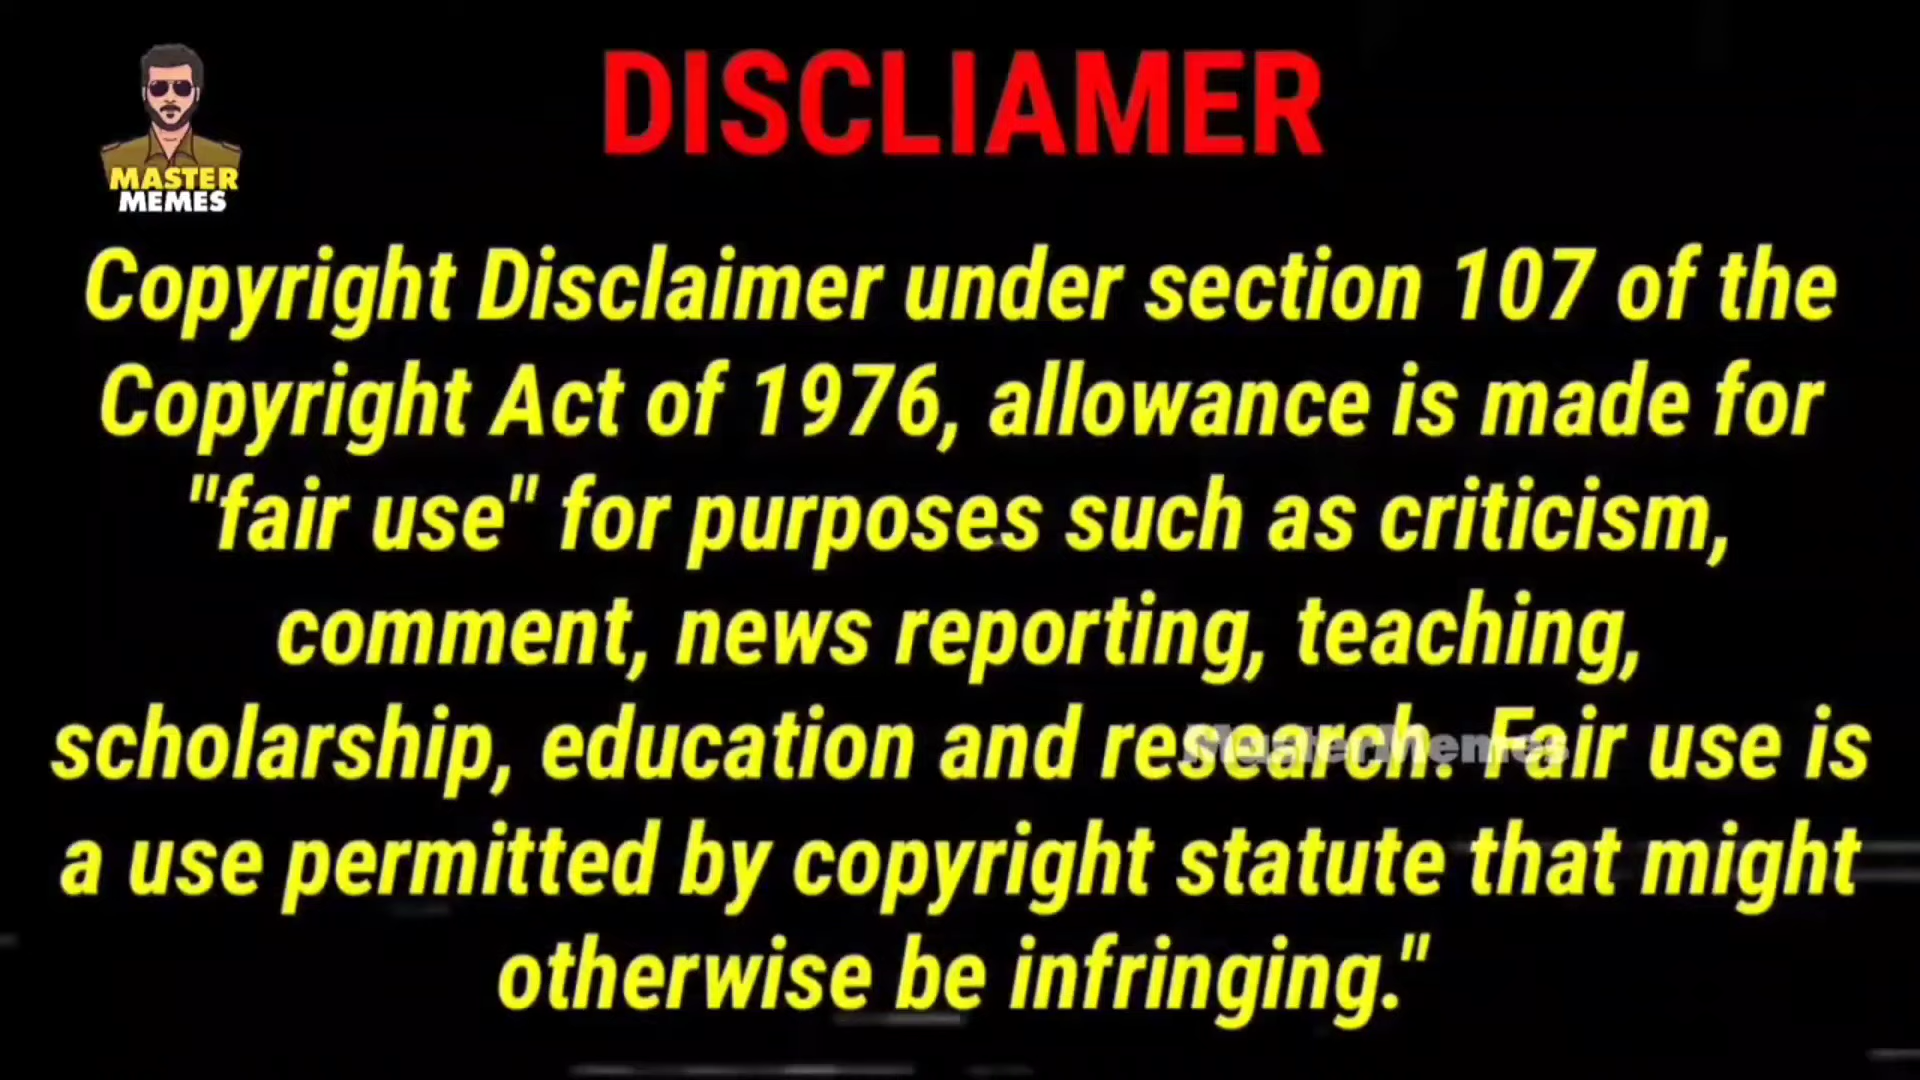 DISCLIAMER
MASTER
MEMES
Copyright Disclaimer under section 107 of the
Copyright Act of 1976, allowance is made for
"fair use" for purposes such as criticism,
comment, news reporting, teaching,
scholarship, education and research. Fair use is
MasterMemes
a use permitted by copyright statute that might
otherwise be infringing."